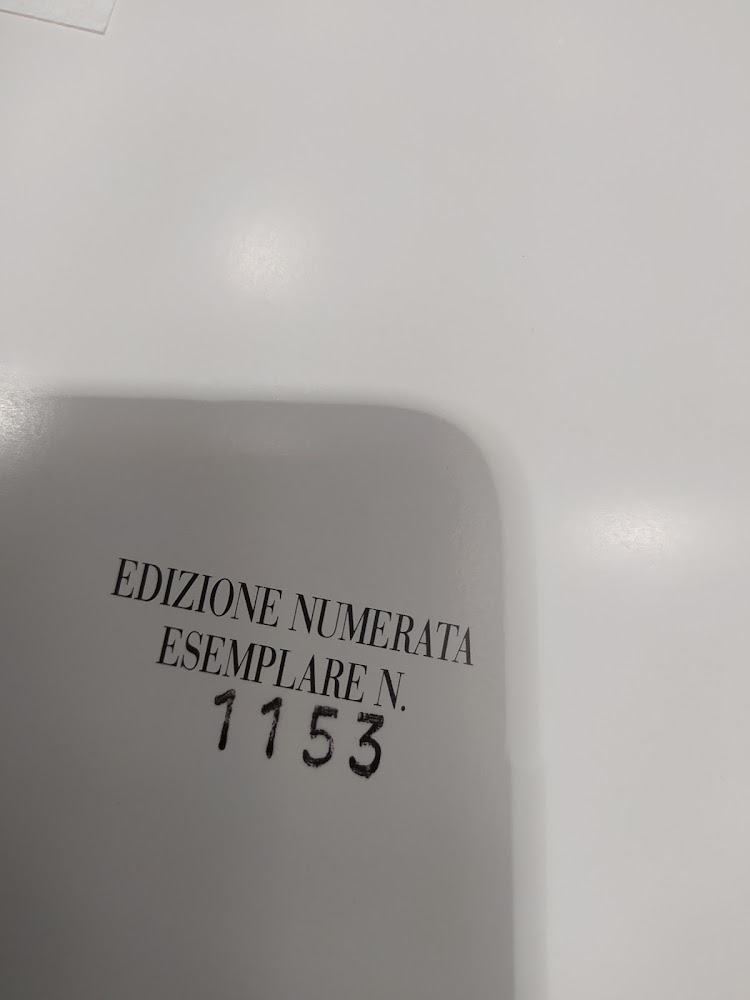 EDIZIONE NUMERATA
ESEMPLARE N.
1153